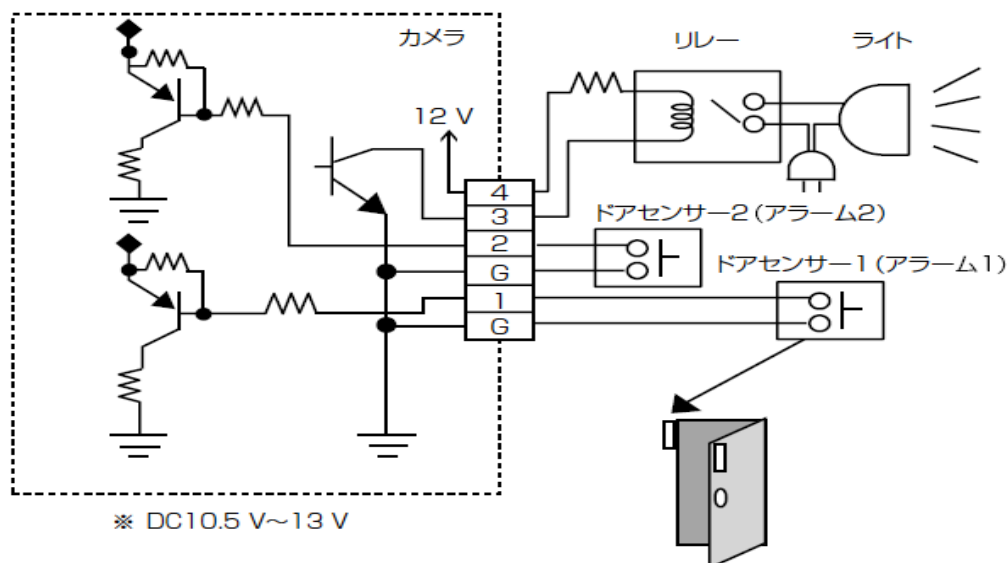 カメラ
リレー
ライト
12 V
4
3
2
G
1
G
ドアセンサー2(アラーム2)
ドアセンサー1(アラーム1)
※ DC10.5 V～13 V